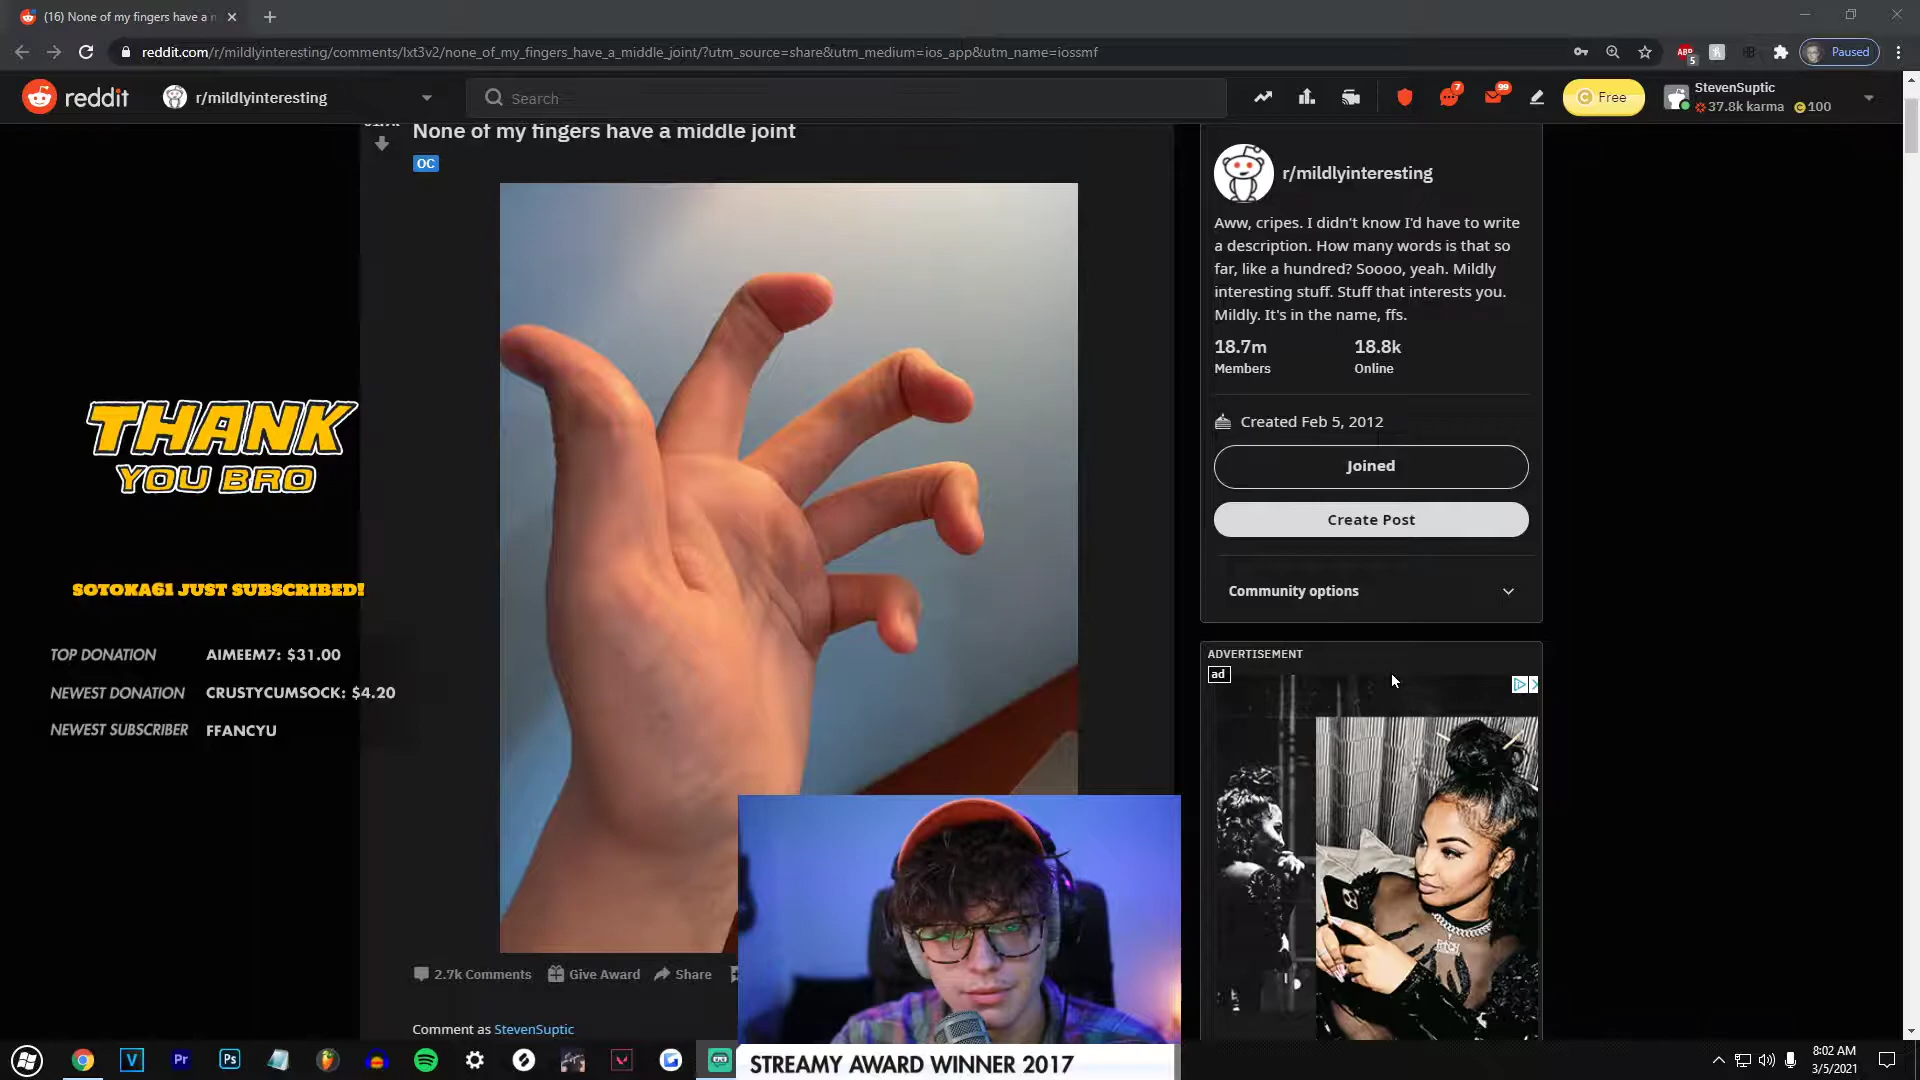 (16) None of my fingers have a m
reddit.com/r/mildlyinteresting/comments/lxt3v2/none_of_my_fingers_have_a_middle_joint/?utm_source=share&utm_medium=ios_app&utm_name=iossmf
ABP
5
Paused
reddit
r/mildlyinteresting
Search
7
99
Free
StevenSuptic
37.8k karma
100
None of my fingers have a middle joint
OC
r/mildlyinteresting
Aww, cripes. I didn't know I'd have to write
a description. How many words is that so
far, like a hundred? Soooo, yeah. Mildly
interesting stuff. Stuff that interests you.
Mildly. It's in the name, ffs.
18.7m
Members
18.8k
Online
Created Feb 5, 2012
Joined
Create Post
Community options
ADVERTISEMENT
ad
THANK
YOU BRO
SOTOKA61 JUST SUBSCRIBED!
TOP DONATION AIMEEM7: $31.00
NEWEST DONATION CRUSTYCUMSOCK: $4.20
NEWEST SUBSCRIBER FFANCYU
2.7k Comments
Give Award
Share
Comment as StevenSuptic
STREAMY AWARD WINNER 2017
V
Pr
Ps
8:02 AM
3/5/2021